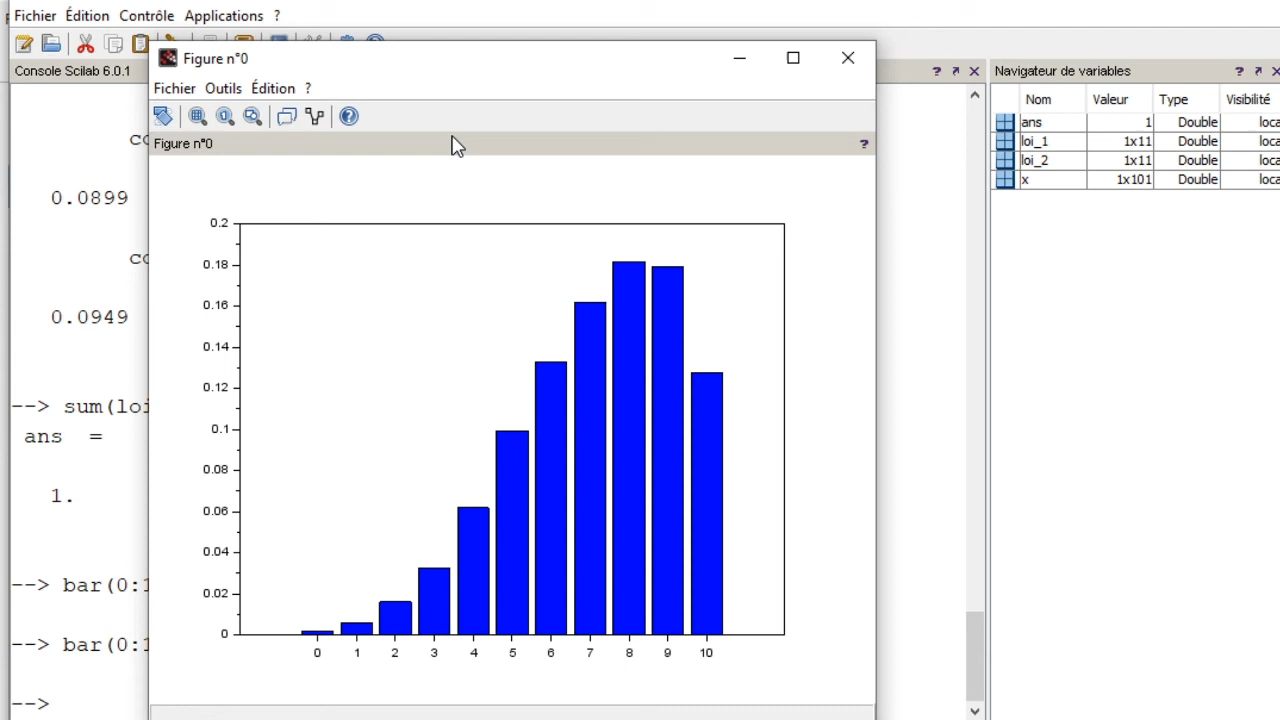 Fichier Édition Contrôle Applications ?
Console Scilab 6.0.1
0.0899
0.0949
--> sum(loi
ans =
1.
--> bar(0:1
--> bar(0:1
-->
Figure n°0
Fichier Outils Édition ?
Figure n°0 ?
0.2
0.18
0.16
0.14
0.12
0.1
0.08
0.06
0.04
0.02
0
0 1 2 3 4 5 6 7 8 9 10
Navigateur de variables
Nom Valeur Type Visibilité
ans 1 Double loca
loi_1 1x11 Double loca
loi_2 1x11 Double loca
x 1x101 Double loca